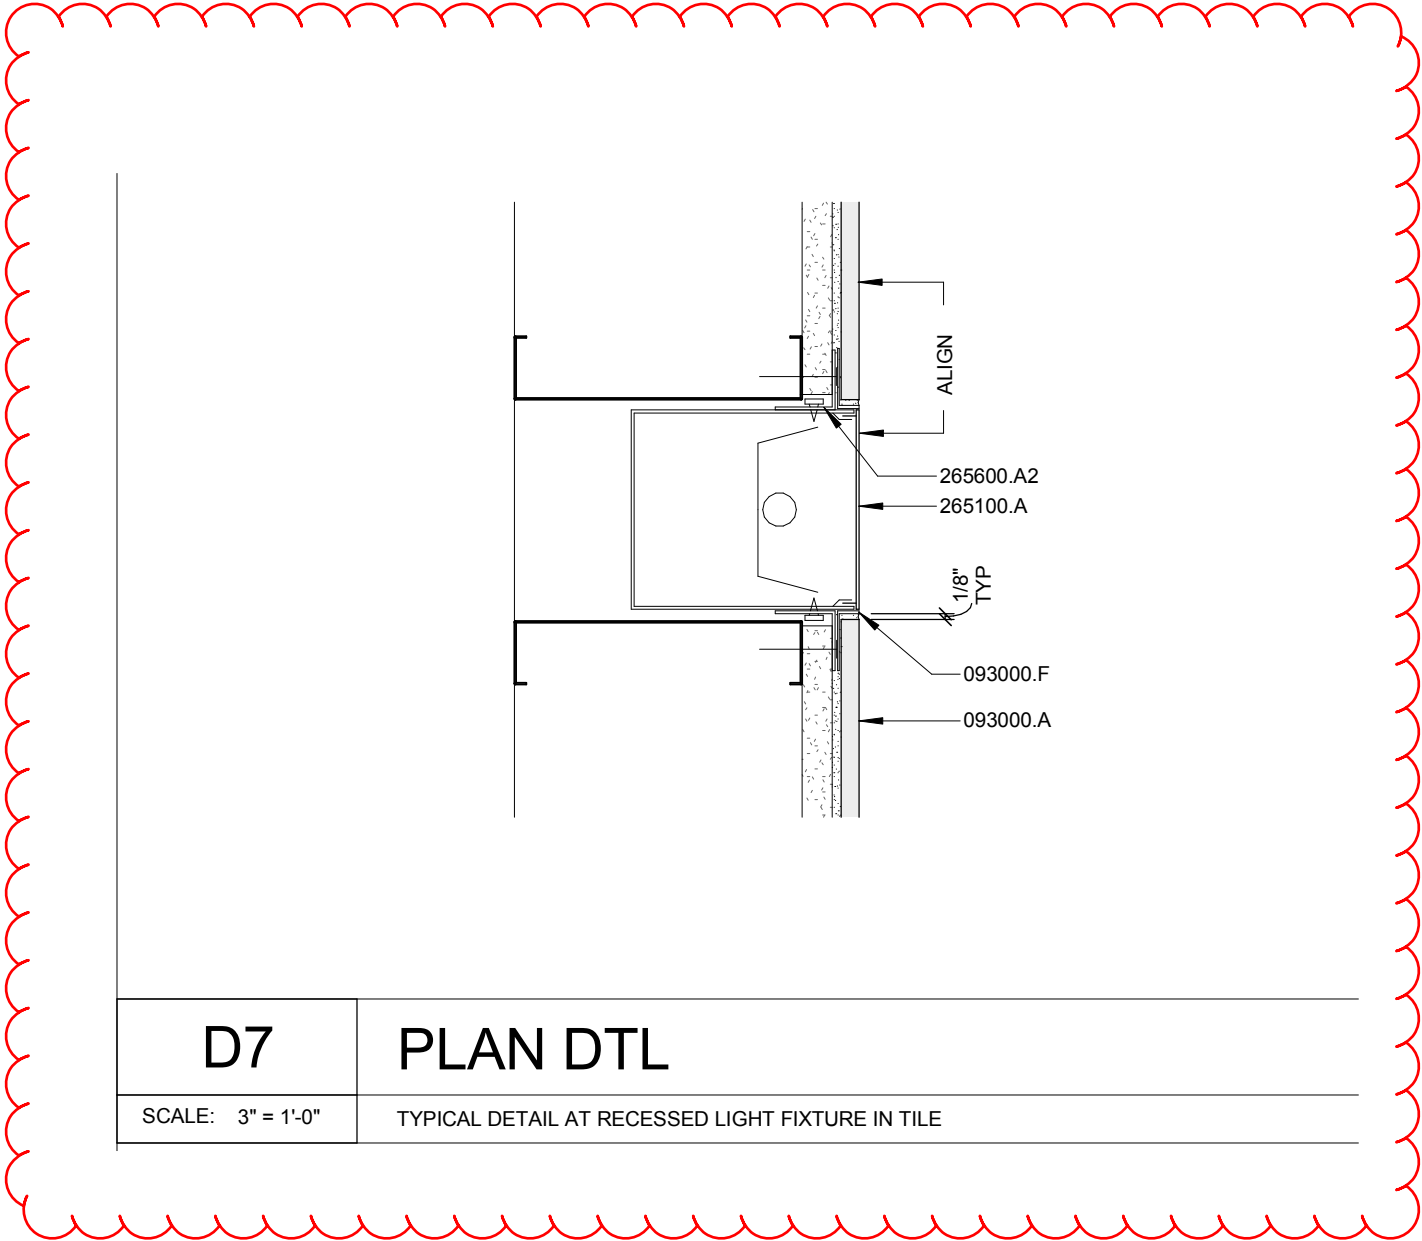 ALIGN
265600.A2
265100.A
1/8"
TYP
093000.F
093000.A
D7
PLAN DTL
SCALE: 3" = 1'-0"
TYPICAL DETAIL AT RECESSED LIGHT FIXTURE IN TILE